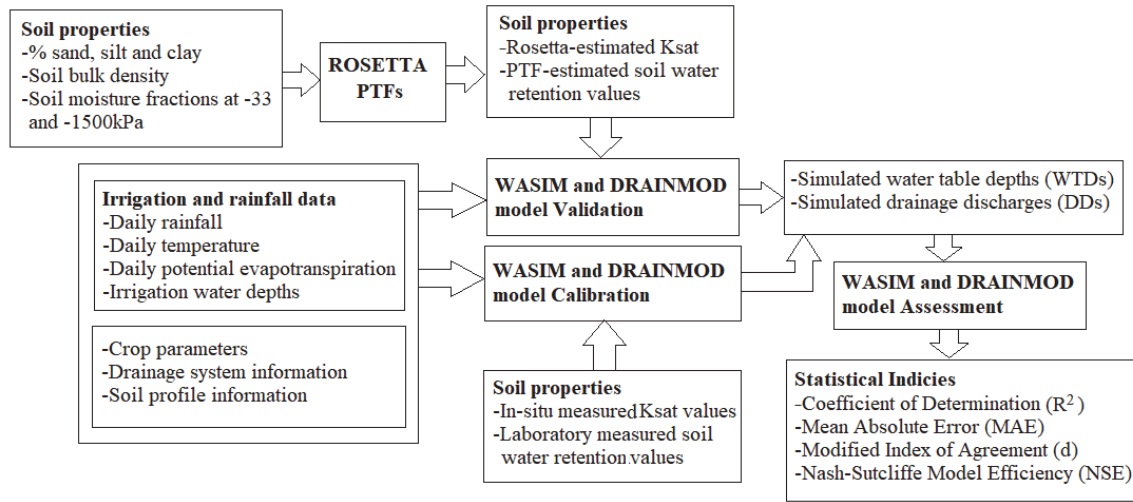 Soil properties
-% sand, silt and clay
-Soil bulk density
-Soil moisture fractions at -33
and -1500kPa
ROSETTA
PTFs
Soil properties
-Rosetta-estimated Ksat
-PTF-estimated soil water
retention values
Irrigation and rainfall data
-Daily rainfall
-Daily temperature
-Daily potential evapotranspiration
-Irrigation water depths
-Crop parameters
-Drainage system information
-Soil profile information
WASIM and DRAINMOD
model Validation
WASIM and DRAINMOD
model Calibration
Soil properties
-In-situ measured Ksat values
-Laboratory measured soil
water retention values
-Simulated water table depths (WTDs)
-Simulated drainage discharges (DDs)
WASIM and DRAINMOD
model Assessment
Statistical Indicies
-Coefficient of Determination (R²)
-Mean Absolute Error (MAE)
-Modified Index of Agreement (d)
-Nash-Sutcliffe Model Efficiency (NSE)